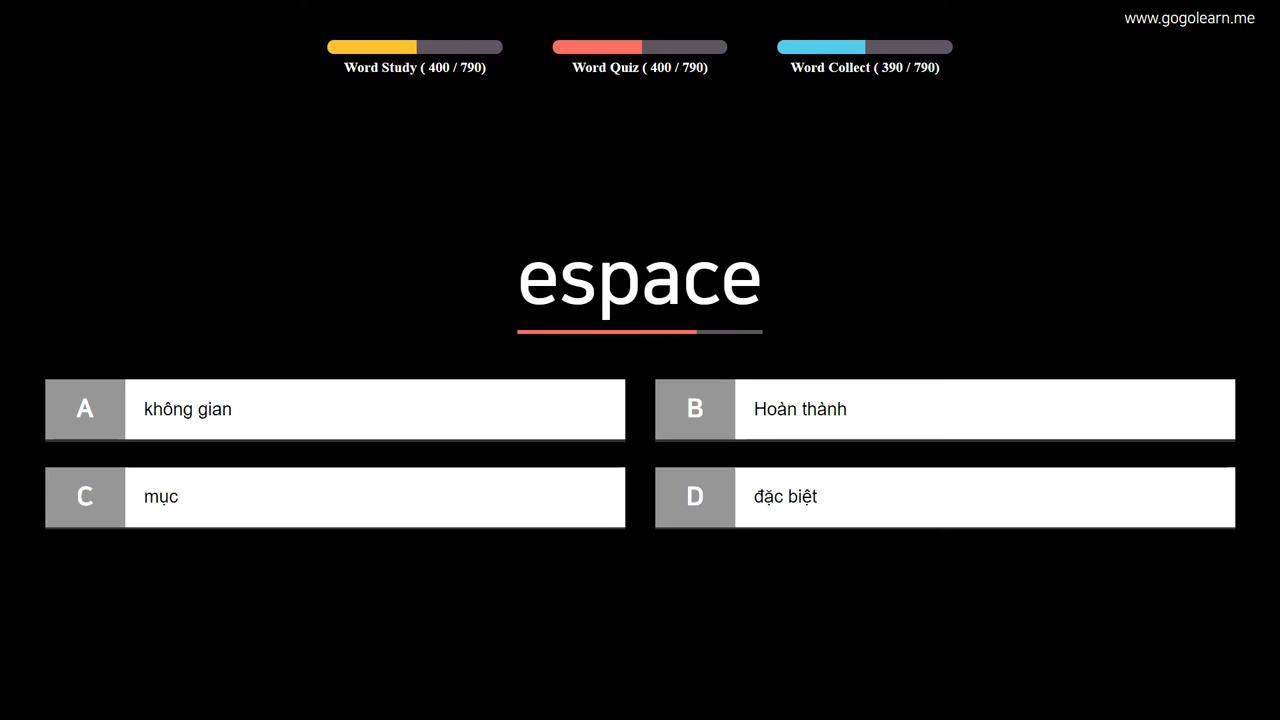 www.gogolearn.me
Word Study ( 400 / 790)
Word Quiz ( 400 / 790)
Word Collect ( 390 / 790)
espace
A không gian
B Hoàn thành
C mục
D đặc biệt